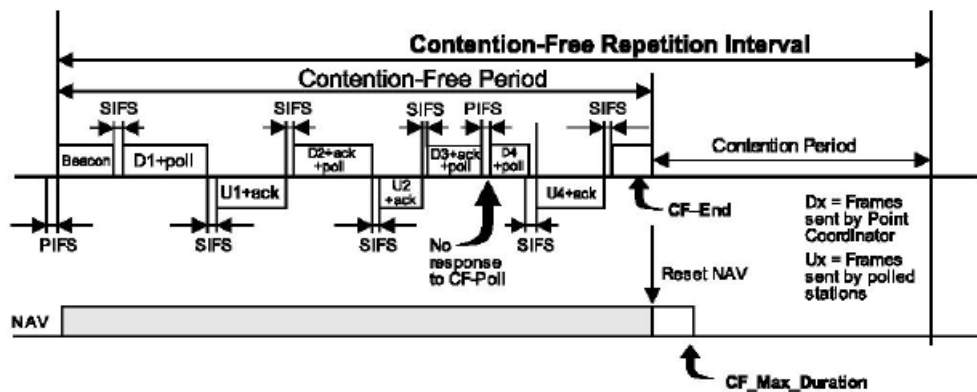 Contention-Free Repetition Interval
Contention-Free Period
SIFS
SIFS
SIFS
PIFS
SIFS
Contention Period
Beacon
D1+poll
D2+ack
+poll
D3+ack
+poll
D4
+poll
U1+ack
U2
+ack
U4+ack
CF-End
PIFS
SIFS
SIFS
No
response
to CF-Poll
SIFS
Dx = Frames
sent by Point
Coordinator
Ux = Frames
sent by polled
stations
Reset NAV
NAV
CF_Max_Duration